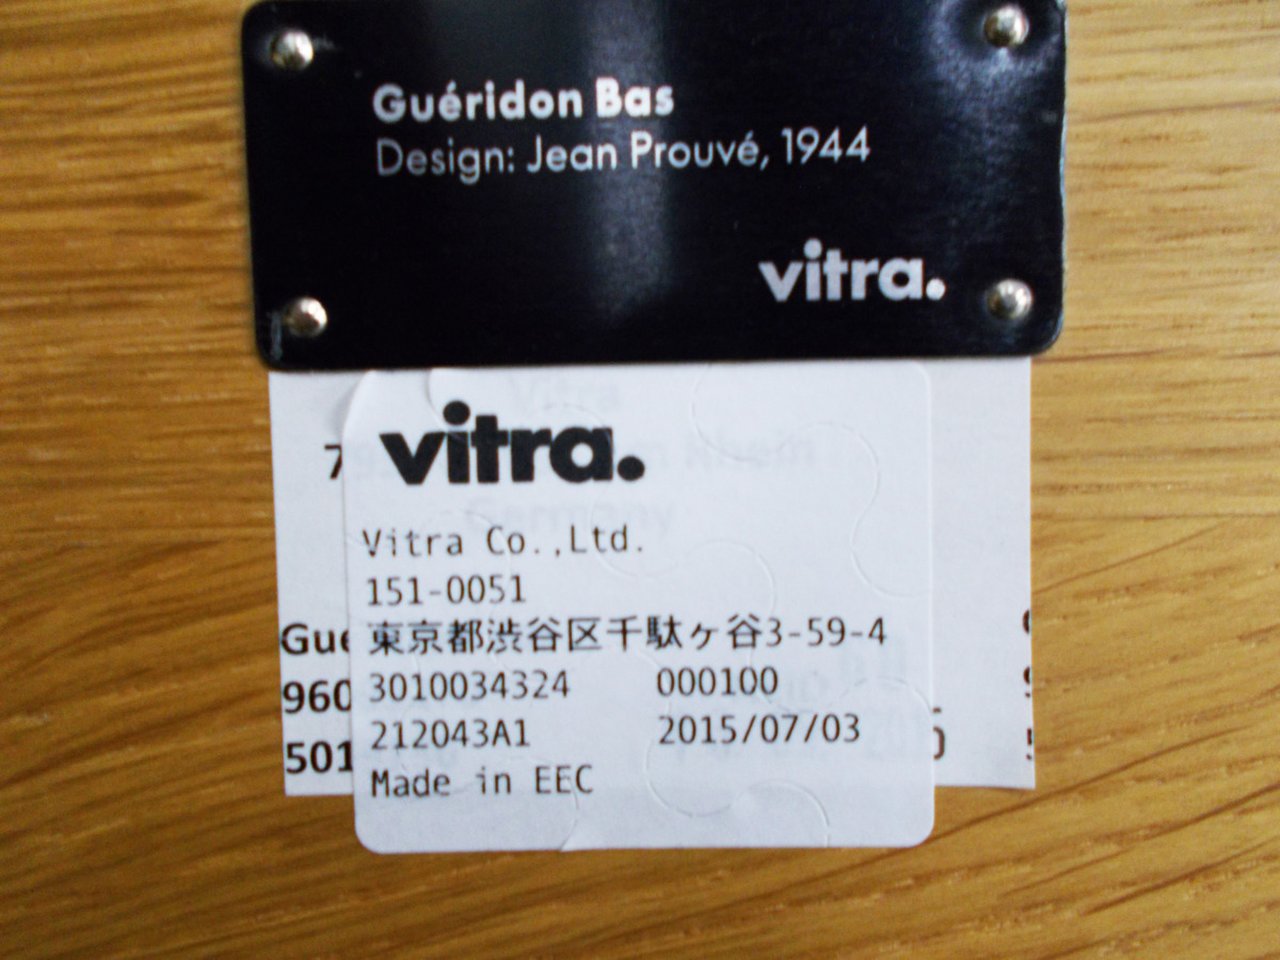 Guéridon Bas
Design: Jean Prouvé, 1944
vitra.
vitra.
Vitra Co.,Ltd.
151-0051
東京都渋谷区千駄ヶ谷3-59-4
3010034324 000100
212043A1 2015/07/03
Made in EEC